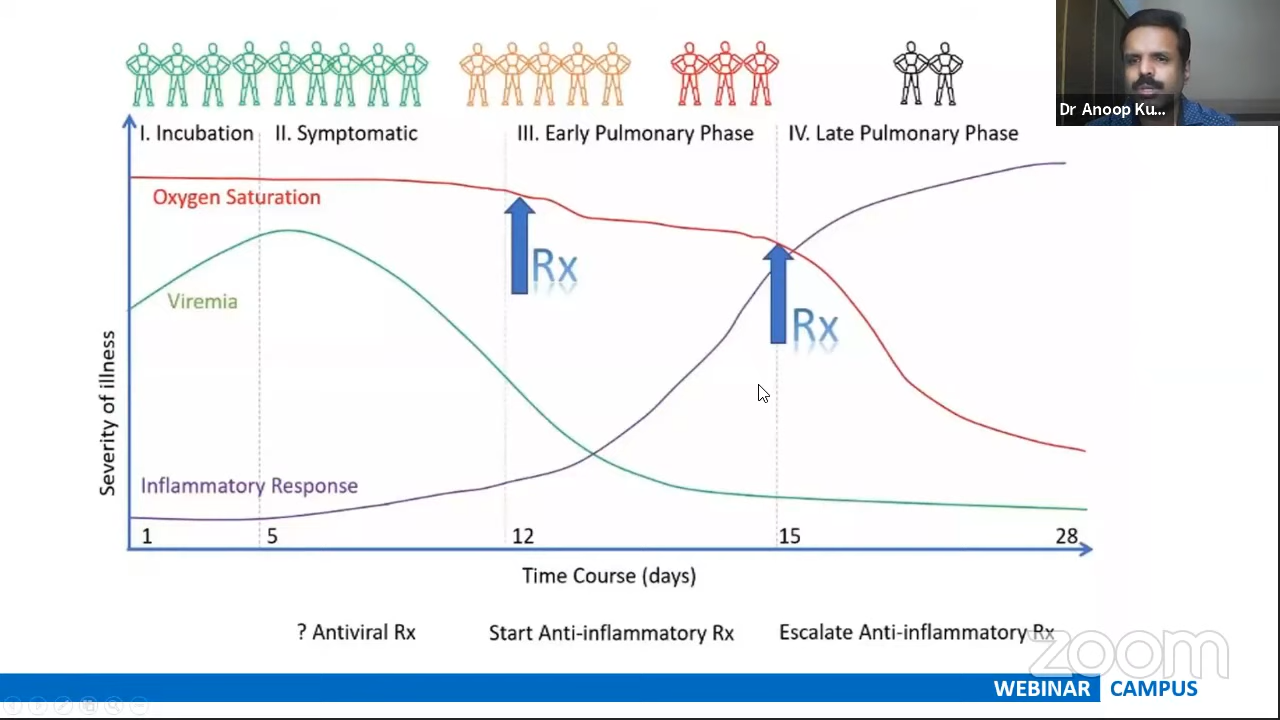 Dr Anoop Ku...
I. Incubation
II. Symptomatic
III. Early Pulmonary Phase
IV. Late Pulmonary Phase
Oxygen Saturation
Rx
Viremia
Rx
Severity of illness
Inflammatory Response
1
5
12
15
28
Time Course (days)
? Antiviral Rx
Start Anti-inflammatory Rx
Escalate Anti-inflammatory Rx
zoom
WEBINAR CAMPUS